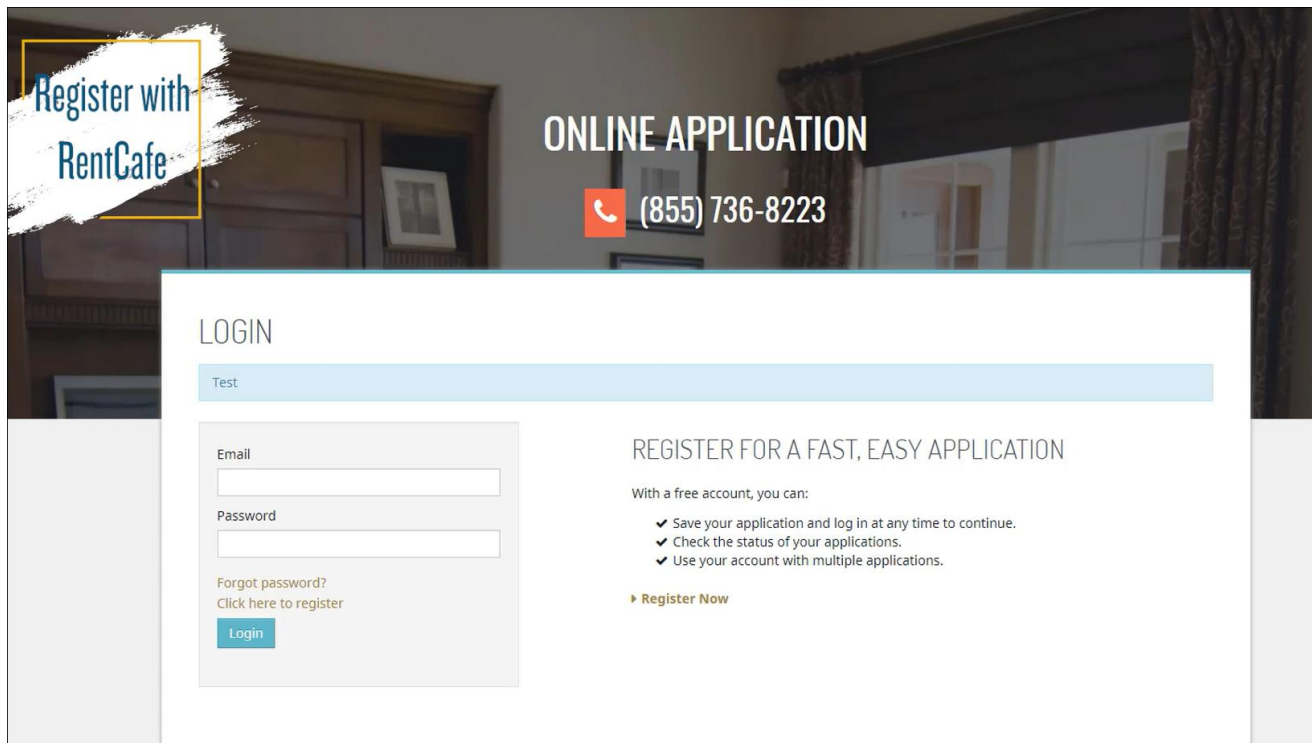 Register with
RentCafe
ONLINE APPLICATION
(855) 736-8223
LOGIN
Test
Email
Password
Forgot password?
Click here to register
Login
REGISTER FOR A FAST, EASY APPLICATION
With a free account, you can:
Save your application and log in at any time to continue.
Check the status of your applications.
Use your account with multiple applications.
Register Now